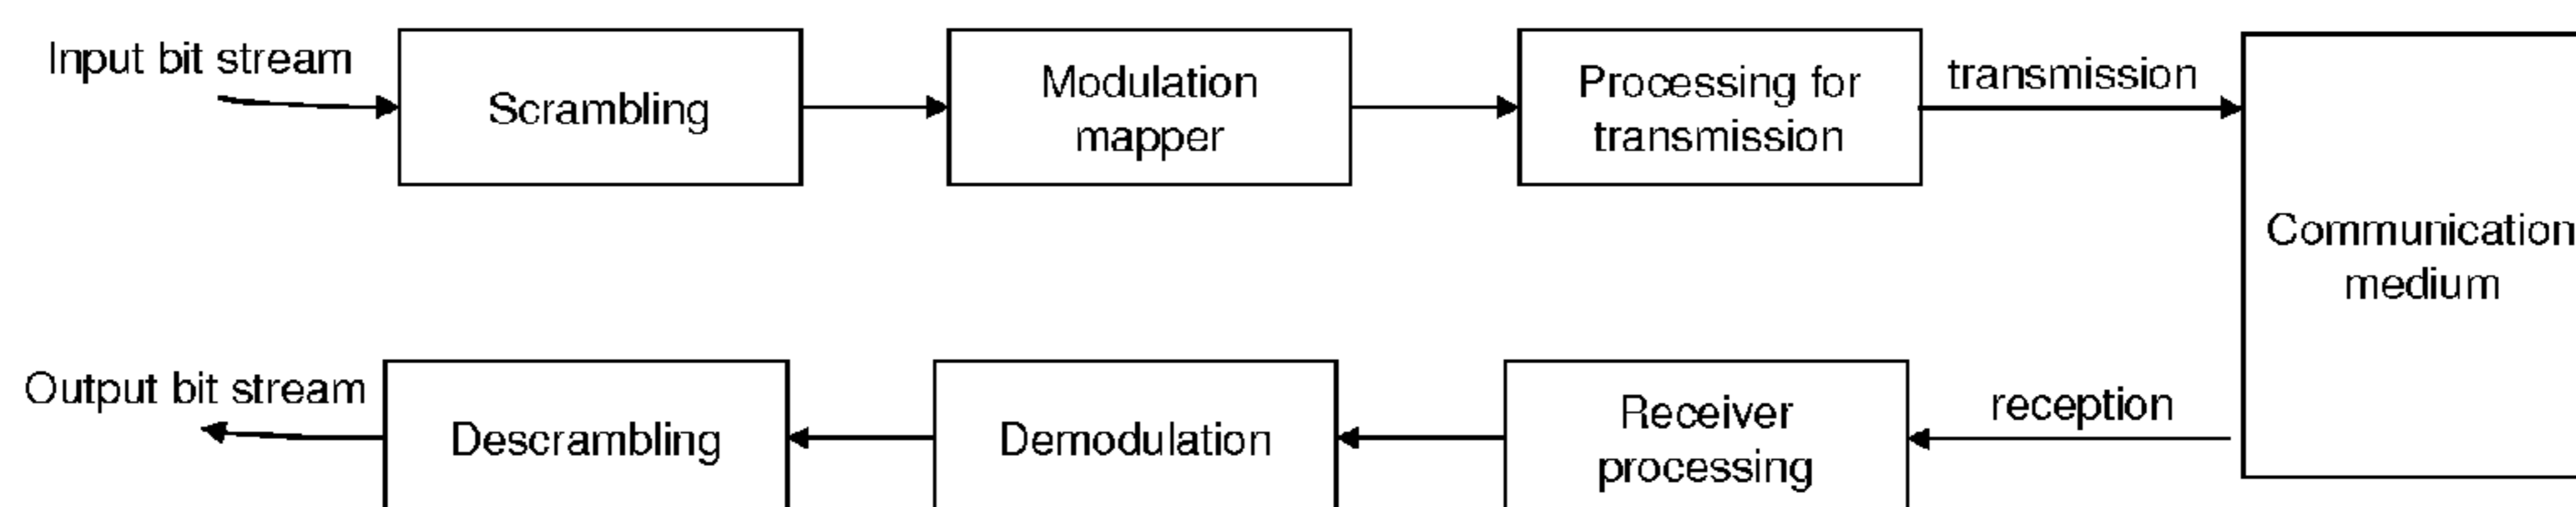 Input bit stream
Scrambling
Modulation
mapper
Processing for
transmission
transmission
Communication
medium
Output bit stream
Descrambling
Demodulation
Receiver
processing
reception